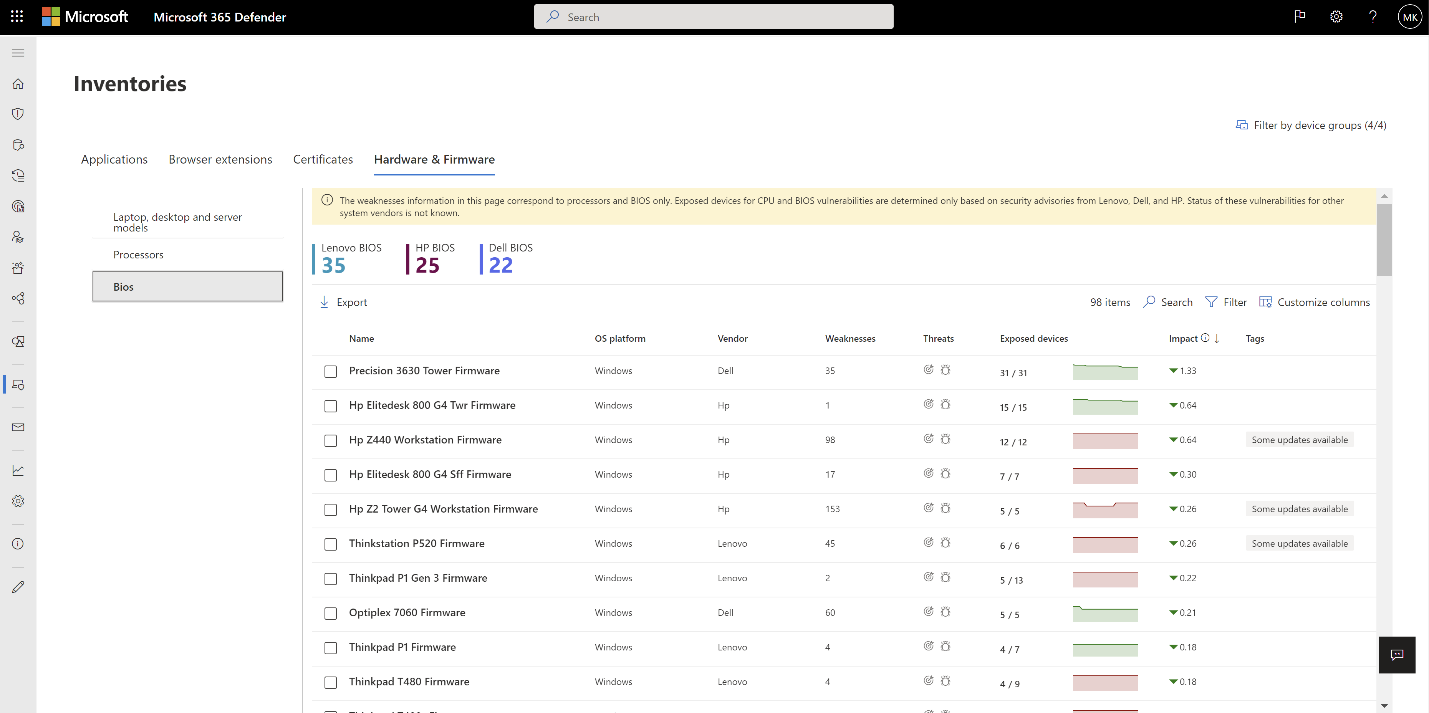 Microsoft Microsoft 365 Defender Search ? MK
Inventories
Filter by device groups (4/4)
Applications Browser extensions Certificates Hardware & Firmware
Laptop, desktop and server
models
Processors
Bios
The weaknesses information in this page correspond to processors and BIOS only. Exposed devices for CPU and BIOS vulnerabilities are determined only based on security advisories from Lenovo, Dell, and HP. Status of these vulnerabilities for other
system vendors is not known.
Lenovo BIOS HP BIOS Dell BIOS
35 25 22
Export 98 items Search Filter Customize columns
Name OS platform Vendor Weaknesses Threats Exposed devices Impact Tags
Precision 3630 Tower Firmware Windows Dell 35 31 / 31 1.33
Hp Elitedesk 800 G4 Twr Firmware Windows Hp 1 15 / 15 0.64
Hp Z440 Workstation Firmware Windows Hp 98 12 / 12 0.64 Some updates available
Hp Elitedesk 800 G4 Sff Firmware Windows Hp 17 7 / 7 0.30
Hp Z2 Tower G4 Workstation Firmware Windows Hp 153 5 / 5 0.26 Some updates available
Thinkstation P520 Firmware Windows Lenovo 45 6 / 6 0.26 Some updates available
Thinkpad P1 Gen 3 Firmware Windows Lenovo 2 5 / 13 0.22
Optiplex 7060 Firmware Windows Dell 60 5 / 5 0.21
Thinkpad P1 Firmware Windows Lenovo 4 4 / 7 0.18
Thinkpad T480 Firmware Windows Lenovo 4 4 / 9 0.18